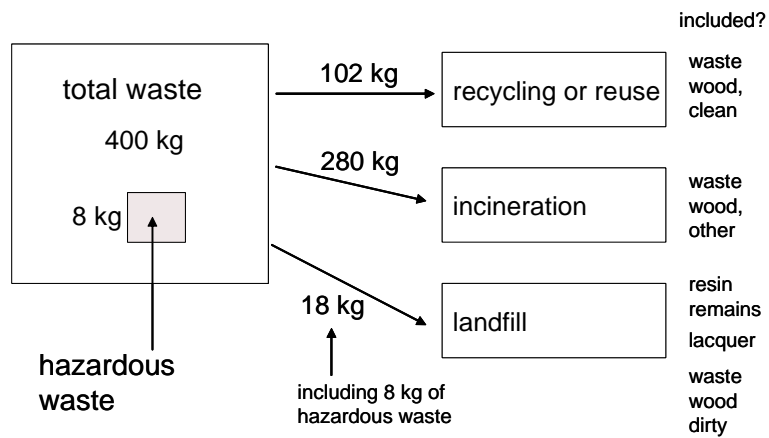 included?
total waste
400 kg
8 kg
hazardous
waste
102 kg
recycling or reuse
waste
wood,
clean
280 kg
incineration
waste
wood,
other
18 kg
including 8 kg of
hazardous waste
landfill
resin
remains
lacquer
waste
wood
dirty